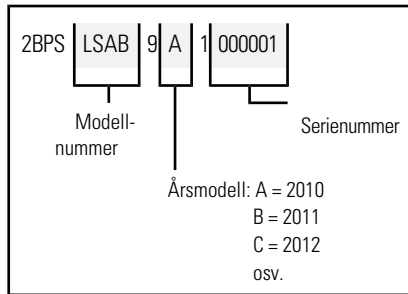 2BPS LSAB 9 A 1 000001
Modell-
nummer
Serienummer
Årsmodell: A = 2010
B = 2011
C = 2012
osv.